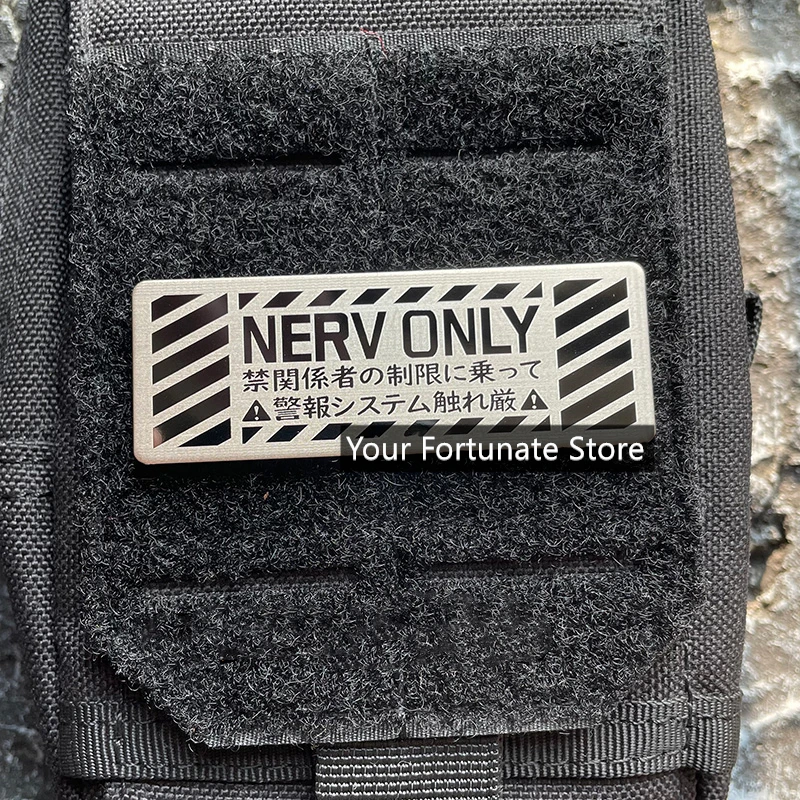 NERV ONLY
禁関係者の制限に乗って
警報システム触れ厳
Your Fortunate Store